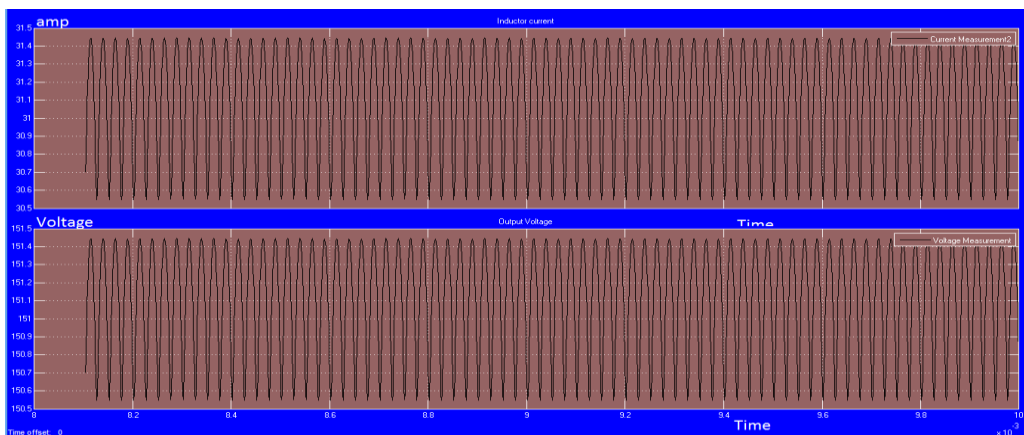 amp
Inductor current
31.5
31.4
31.3
31.2
31.1
31
30.9
30.8
30.7
30.6
30.5
Current Measurement2
Voltage
Output Voltage
Time
151.5
151.4
151.3
151.2
151.1
151
150.9
150.8
150.7
150.6
150.5
Voltage Measurement
8 8.2 8.4 8.6 8.8 9 9.2 9.4 9.6 9.8 10
Time
x 10
-3
Time offset: 0